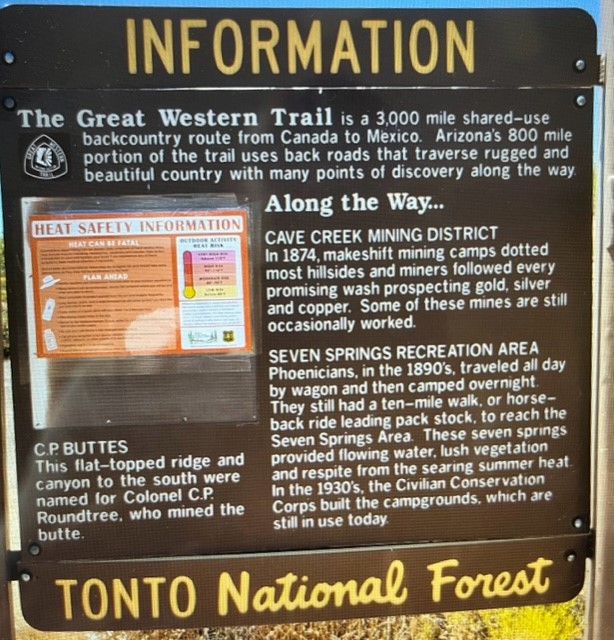 INFORMATION
The Great Western Trail is a 3,000 mile shared-use
backcountry route from Canada to Mexico. Arizona's 800 mile
portion of the trail uses back roads that traverse rugged and
beautiful country with many points of discovery along the way.
HEAT SAFETY INFORMATION
HEAT CAN BE FATAL
PLAN AHEAD
OUTDOOR ACTIVITY
HEAT RISK
C.P. BUTTES
This flat-topped ridge and
canyon to the south were
named for Colonel C.P.
Roundtree, who mined the
butte.
Along the Way...
CAVE CREEK MINING DISTRICT
In 1874, makeshift mining camps dotted
most hillsides and miners followed every
promising wash prospecting gold, silver
and copper. Some of these mines are still
occasionally worked.
SEVEN SPRINGS RECREATION AREA
Phoenicians, in the 1890's, traveled all day
by wagon and then camped overnight.
They still had a ten-mile walk, or horse-
back ride leading pack stock, to reach the
Seven Springs Area. These seven springs
provided flowing water, lush vegetation
and respite from the searing summer heat.
In the 1930's, the Civilian Conservation
Corps built the campgrounds, which are
still in use today.
TONTO National Forest